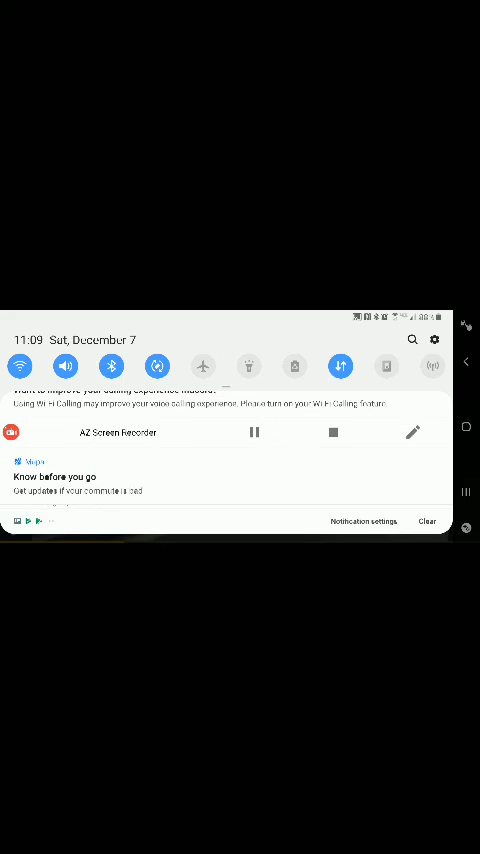 11:09 Sat, December 7
Using Wi-Fi Calling may improve your voice calling experience. Please turn on your Wi-Fi Calling feature.
AZ Screen Recorder
Maps
Know before you go
Get updates if your commute is bad
Notification settings Clear